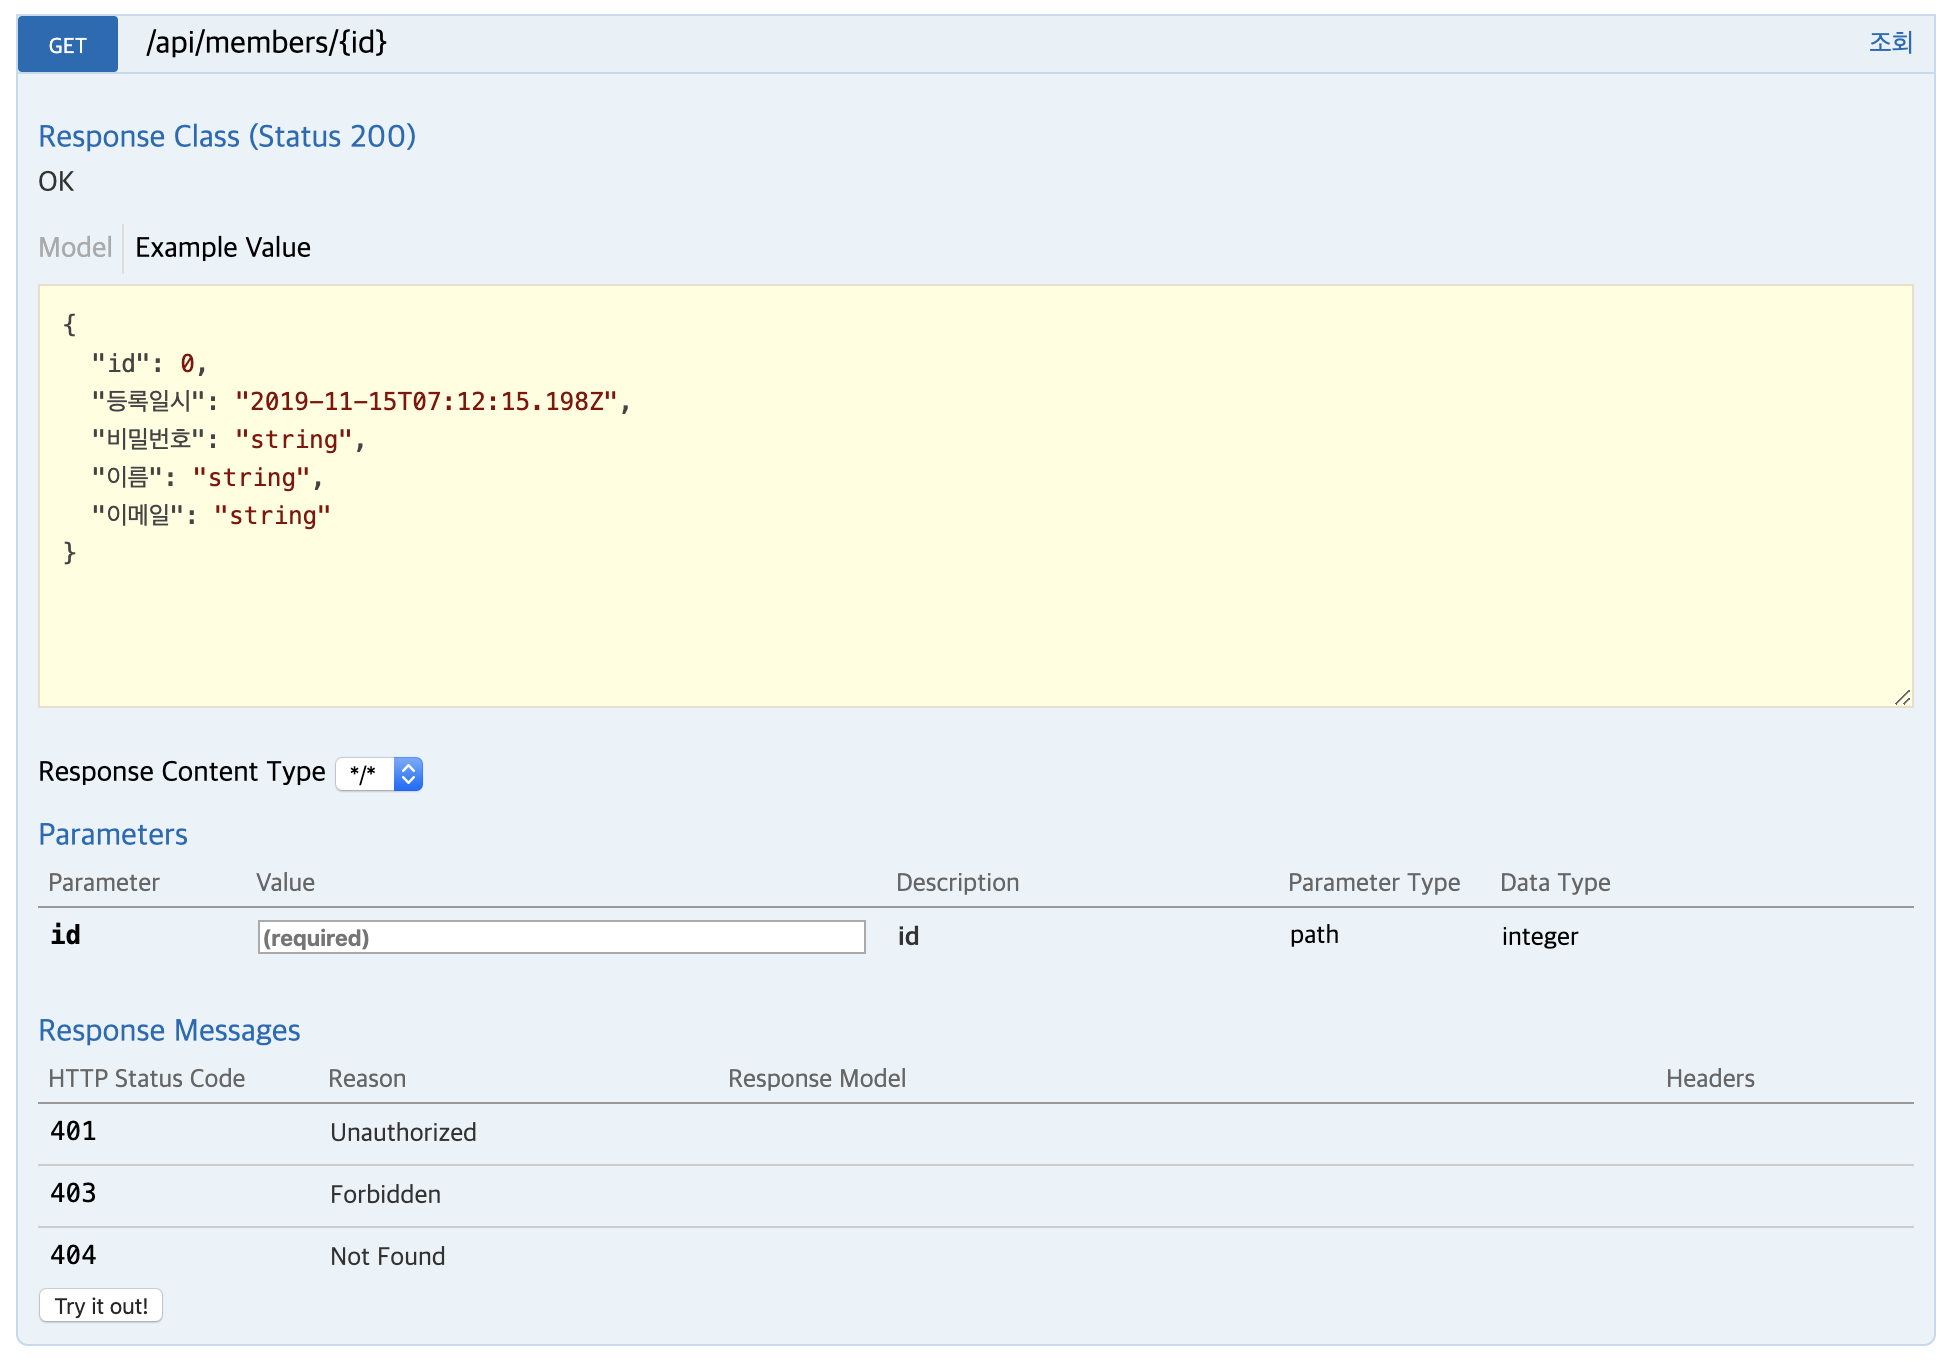 GET /api/members/{id} 조회
Response Class (Status 200)
OK
Model Example Value
{
"id": 0,
"등록일시": "2019-11-15T07:12:15.198Z",
"비밀번호": "string",
"이름": "string",
"이메일": "string"
}
Response Content Type */*
Parameters
Parameter Value Description Parameter Type Data Type
id (required) id path integer
Response Messages
HTTP Status Code Reason Response Model Headers
401 Unauthorized
403 Forbidden
404 Not Found
Try it out!